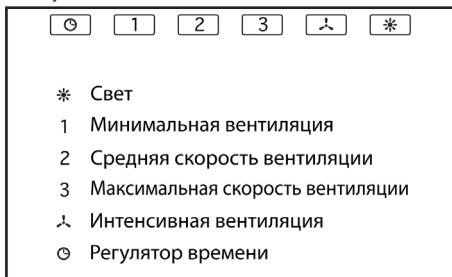 1 2 3
Свет
1 Минимальная вентиляция
2 Средняя скорость вентиляции
3 Максимальная скорость вентиляции
Интенсивная вентиляция
Регулятор времени